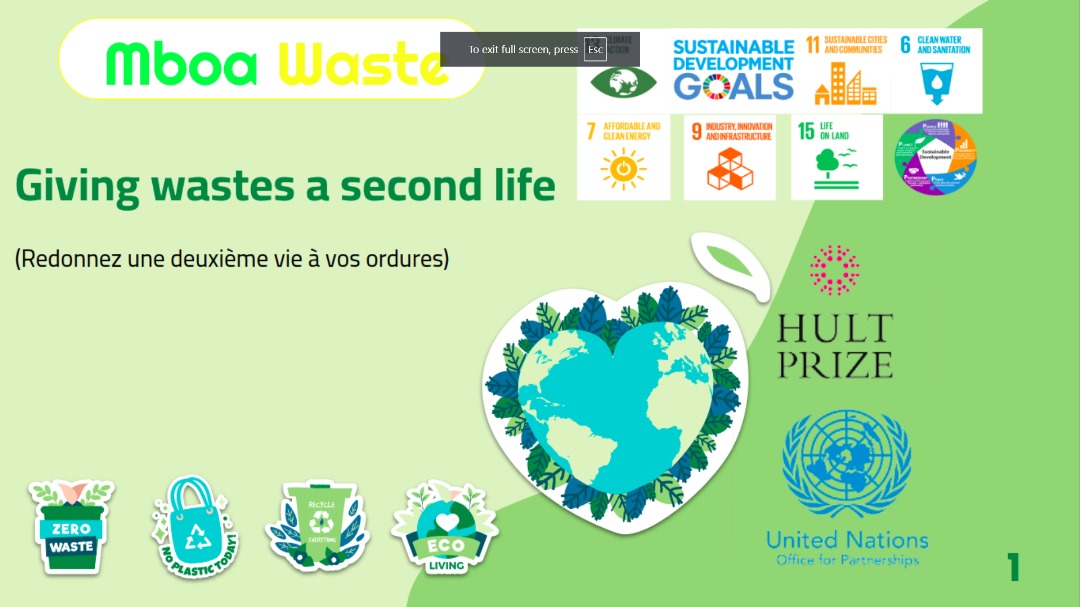 Mboa Waste
To exit full screen, press Esc
CLIMATE
ACTION
SUSTAINABLE
DEVELOPMENT
GOALS
11 SUSTAINABLE CITIES
AND COMMUNITIES
6 CLEAN WATER
AND SANITATION
7 AFFORDABLE AND
CLEAN ENERGY
9 INDUSTRY, INNOVATION
AND INFRASTRUCTURE
15 LIFE
ON LAND
Sustainable
Development
Giving wastes a second life
(Redonnez une deuxième vie à vos ordures)
HULT
PRIZE
United Nations
Office for Partnerships
ZERO
WASTE
NO PLASTIC TODAY!
RECYCLE
EVERYTHING
ECO
LIVING
1